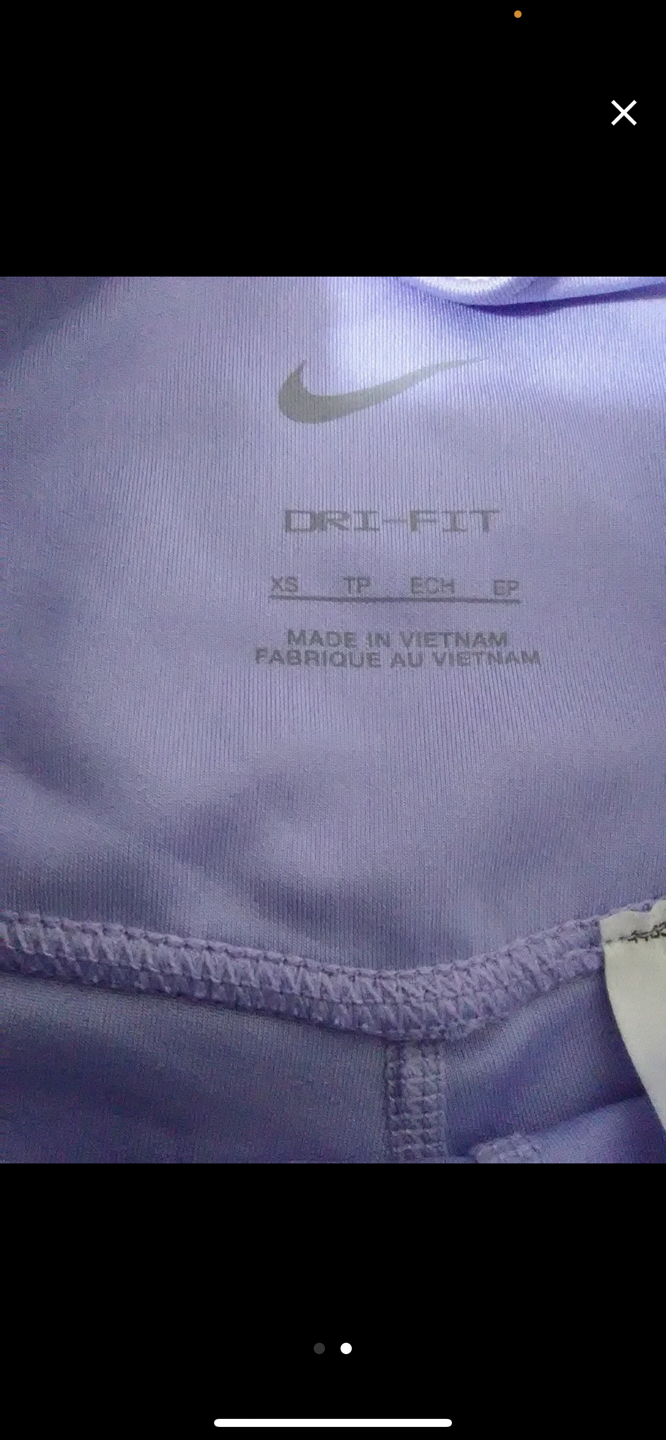 DRI-FIT
XS TP ECH EP
MADE IN VIETNAM
FABRIQUE AU VIETNAM